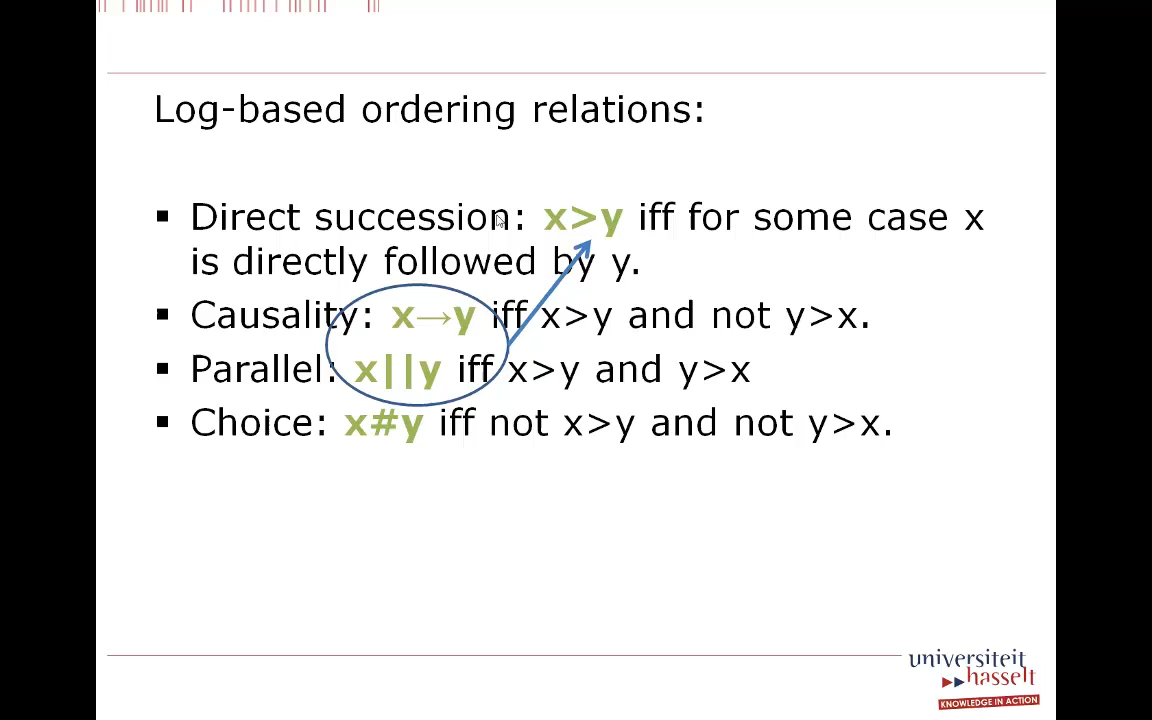 Log-based ordering relations:
▪ Direct succession: x>y iff for some case x
is directly followed by y.
▪ Causality: x→y iff x>y and not y>x.
▪ Parallel: x||y iff x>y and y>x
▪ Choice: x#y iff not x>y and not y>x.
universiteit
hasselt
KNOWLEDGE IN ACTION